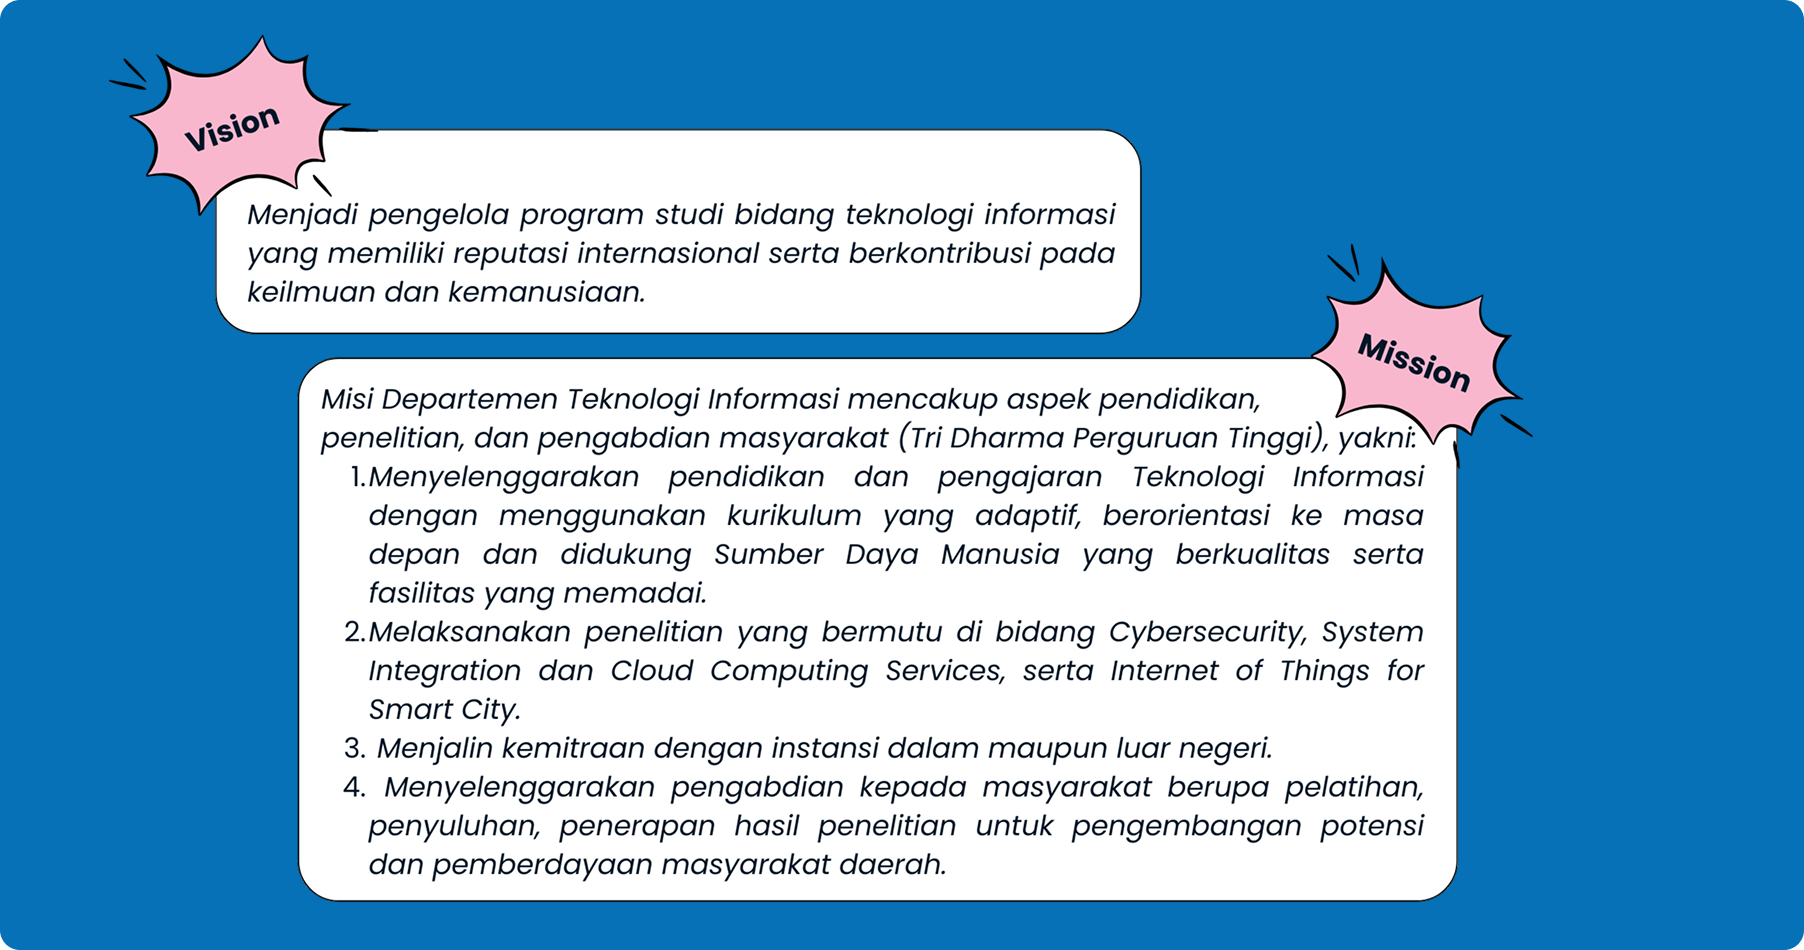 Vision
Menjadi pengelola program studi bidang teknologi informasi
yang memiliki reputasi internasional serta berkontribusi pada
keilmuan dan kemanusiaan.
Mission
Misi Departemen Teknologi Informasi mencakup aspek pendidikan,
penelitian, dan pengabdian masyarakat (Tri Dharma Perguruan Tinggi), yakni:
1. Menyelenggarakan pendidikan dan pengajaran Teknologi Informasi
dengan menggunakan kurikulum yang adaptif, berorientasi ke masa
depan dan didukung Sumber Daya Manusia yang berkualitas serta
fasilitas yang memadai.
2. Melaksanakan penelitian yang bermutu di bidang Cybersecurity, System
Integration dan Cloud Computing Services, serta Internet of Things for
Smart City.
3. Menjalin kemitraan dengan instansi dalam maupun luar negeri.
4. Menyelenggarakan pengabdian kepada masyarakat berupa pelatihan,
penyuluhan, penerapan hasil penelitian untuk pengembangan potensi
dan pemberdayaan masyarakat daerah.